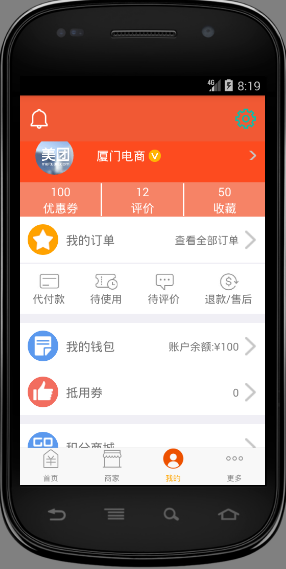 4G 8:19
美团
厦门电商 V
100 12 50
优惠券 评价 收藏
我的订单 查看全部订单
代付款 待使用 待评价 退款/售后
我的钱包 账户余额:¥100
抵用券 0
积分商城
首页 商家 我的 更多